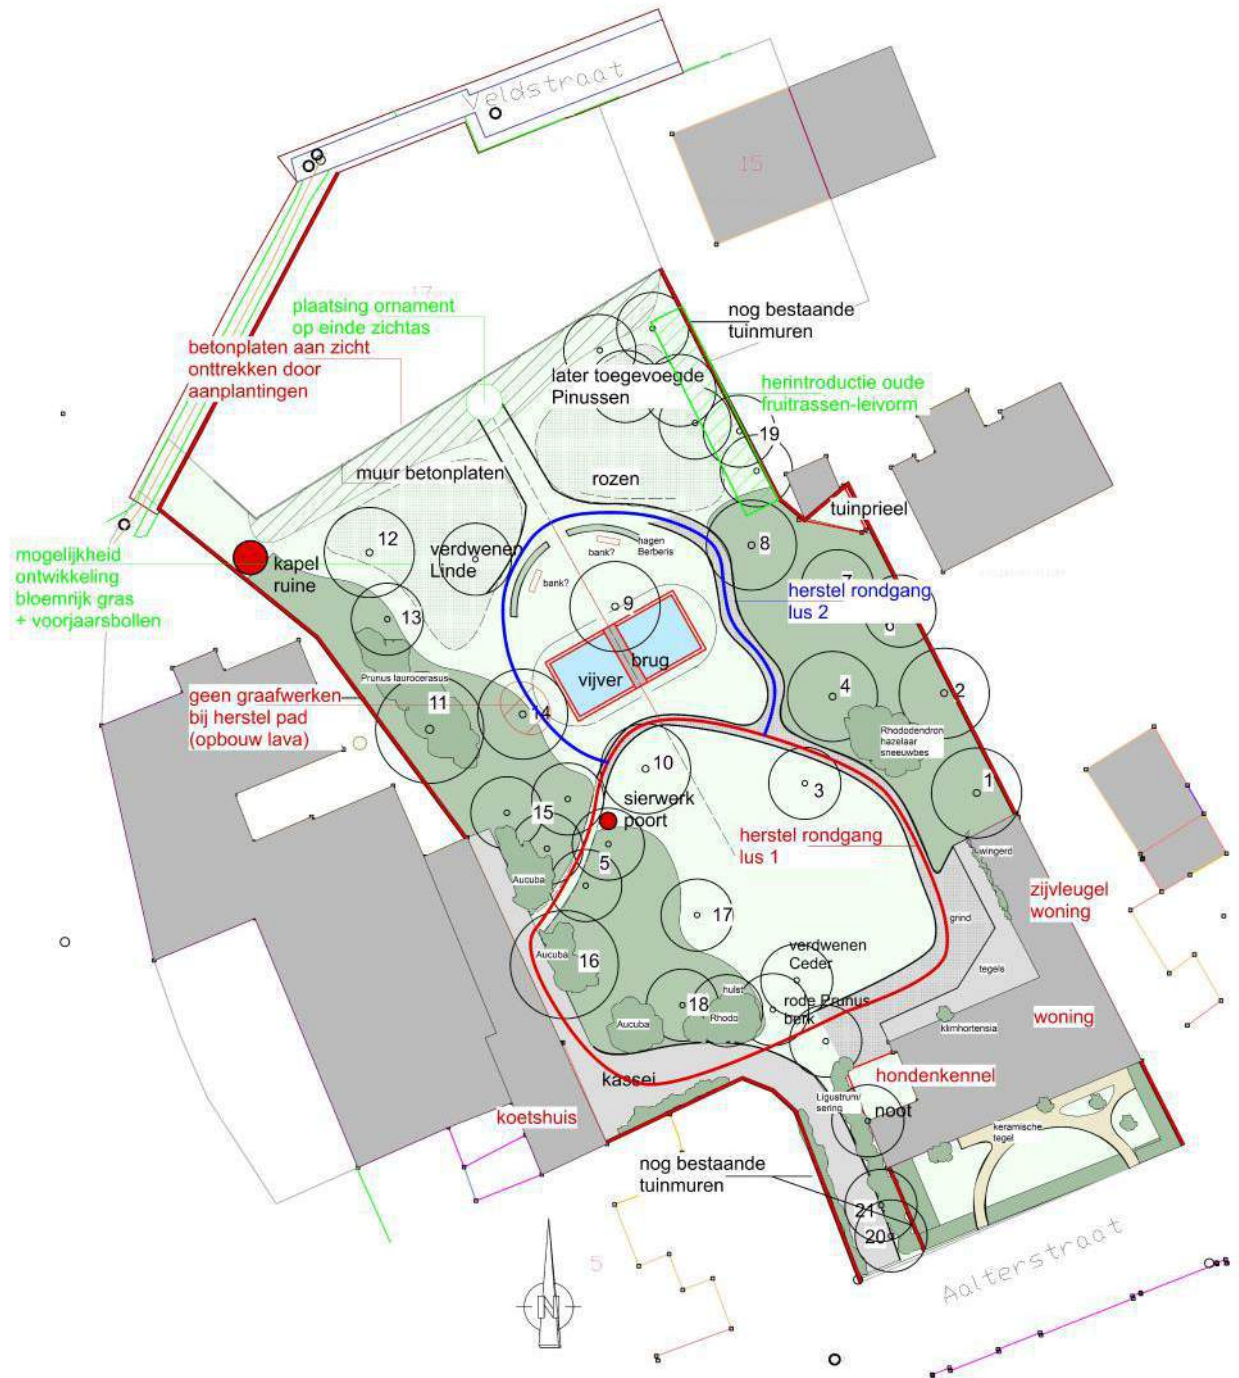 Veldstraat
15
17
plaatsing ornament
op einde zichtas
nog bestaande
tuinmuren
betonplaten aan zicht
onttrekken door
aanplantingen
later toegevoegde
Pinussen
herintroductie oude
fruitrassen-leivorm
19
muur betonplaten
rozen
tuinprieel
12
verdwenen
Linde
hagen
Berberis
bank?
bank?
8
mogelijkheid
ontwikkeling
bloemrijk gras
+ voorjaarsbollen
kapel
ruine
7
herstel rondgang
lus 2
13
9
6
Prunus laurocerasus
vijver
brug
4
2
geen graafwerken
bij herstel pad
(opbouw lava)
11
14
Rhododendron
hazelaar
sneeuwbes
10
3
1
15
sierwerk
poort
herstel rondgang
lus 1
wingerd
5
Aucuba
zijvleugel
woning
17
grind
Aucuba
16
verdwenen
Ceder
tegels
hulst
rode Prunus
berk
18
Rhodo
Aucuba
klimhortensia
woning
kassei
hondenkennel
koetshuis
Ligustrum/
sering
noot
keramische
tegel
nog bestaande
tuinmuren
21
20
5
N
Aalterstraat